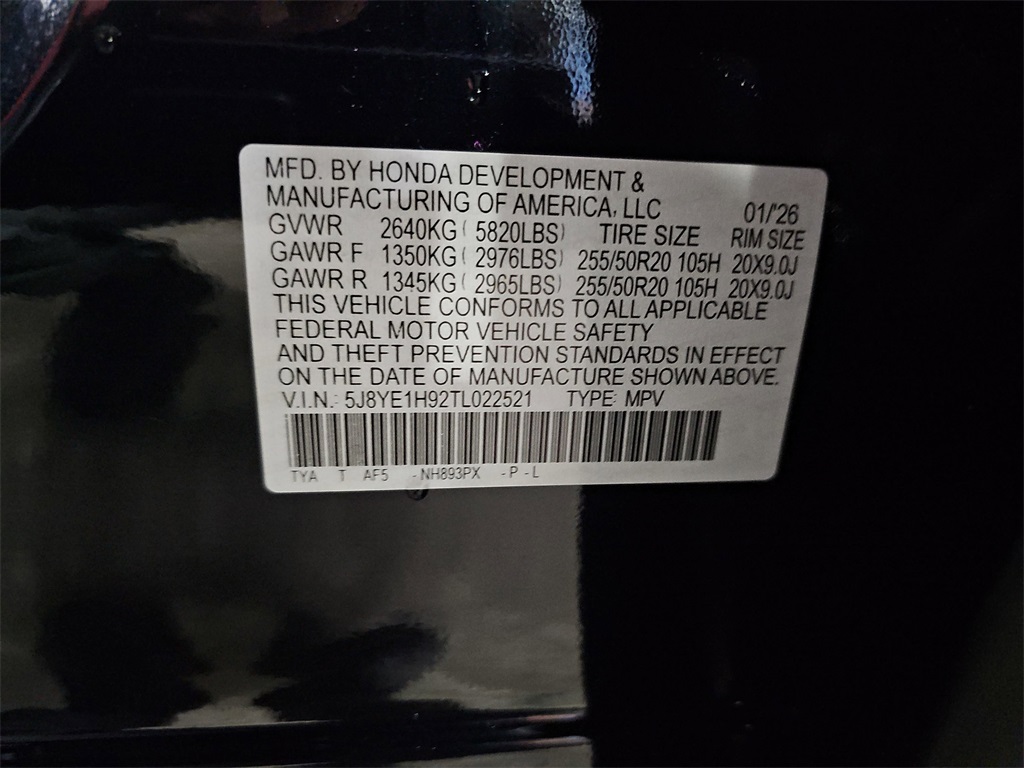 MFD. BY HONDA DEVELOPMENT &
MANUFACTURING OF AMERICA, LLC 01/'26
GVWR 2640KG ( 5820LBS) TIRE SIZE RIM SIZE
GAWR F 1350KG ( 2976LBS) 255/50R20 105H 20X9.0J
GAWR R 1345KG ( 2965LBS) 255/50R20 105H 20X9.0J
THIS VEHICLE CONFORMS TO ALL APPLICABLE
FEDERAL MOTOR VEHICLE SAFETY
AND THEFT PREVENTION STANDARDS IN EFFECT
ON THE DATE OF MANUFACTURE SHOWN ABOVE.
V.I.N.: 5J8YE1H92TL022521 TYPE: MPV
TYA T AF5 - NH893PX - P - L